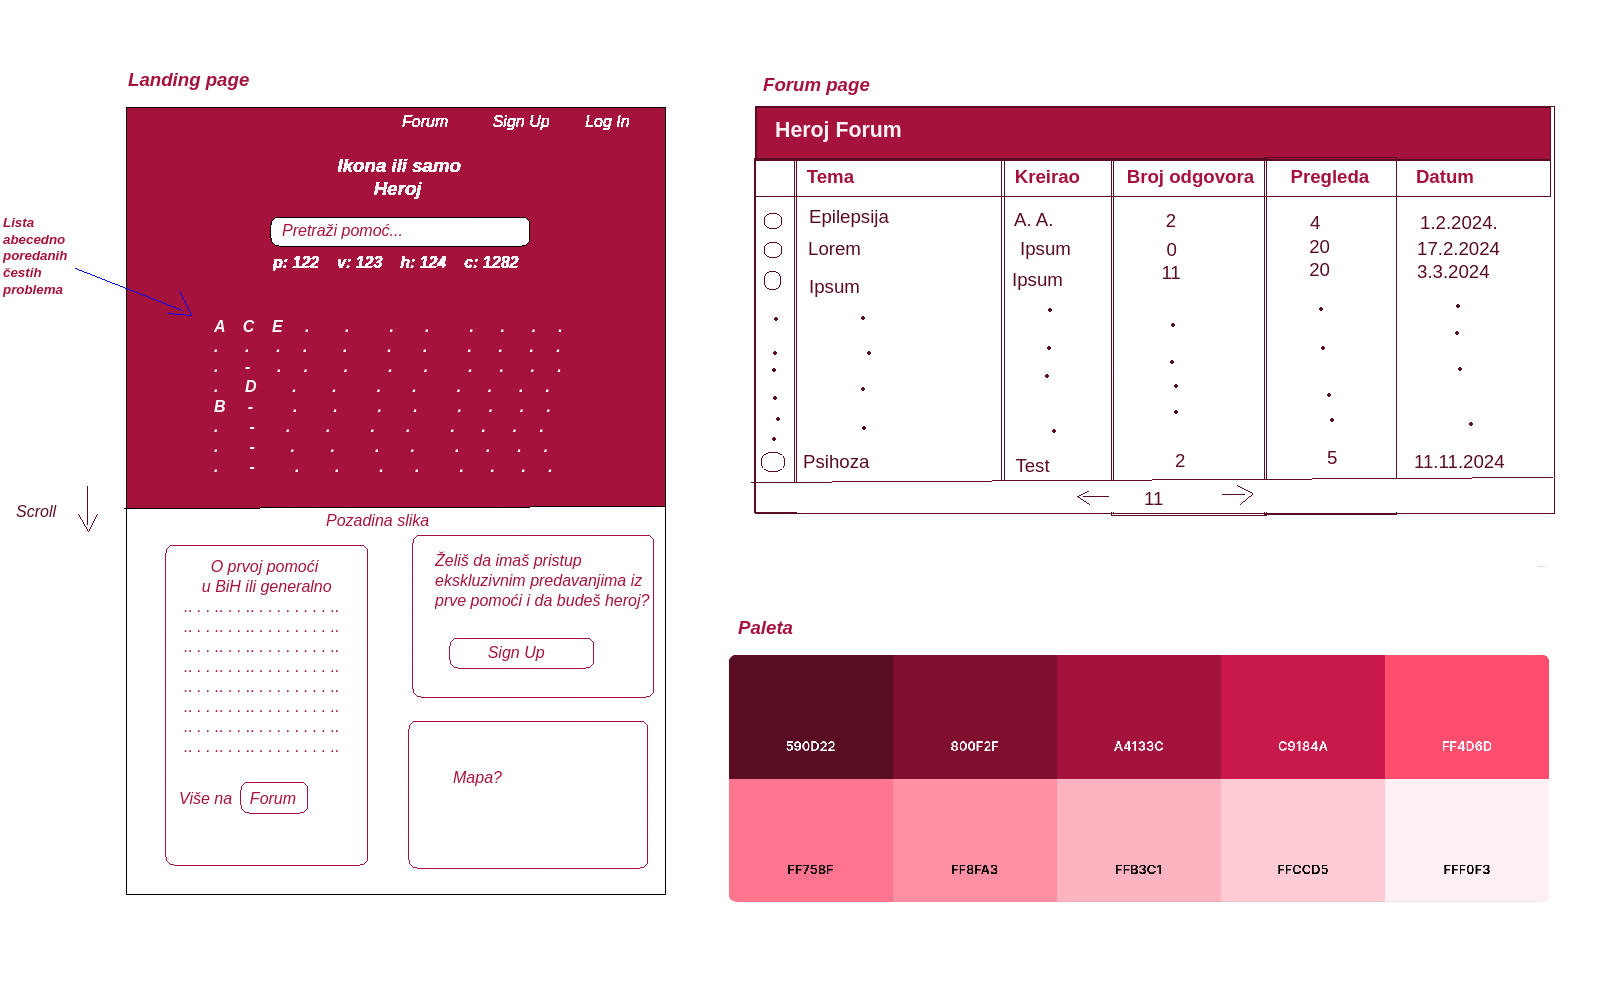 Landing page
Forum Sign Up Log In
Ikona ili samo
Heroj
Pretraži pomoć...
p: 122 v: 123 h: 124 c: 1282
Lista
abecedno
poredanih
čestih
problema
A C E . . . . . . . .
. . . . . . . . . . .
. - . . . . . . . . .
. D . . . . . . . .
B - . . . . . . . .
. - . . . . . . . .
. - . . . . . . . .
. - . . . . . . . .
Scroll
Pozadina slika
O prvoj pomoći
u BiH ili generalno
.. . . .. . . .. . . . . . . . ..
.. . . .. . . .. . . . . . . . ..
.. . . .. . . .. . . . . . . . ..
.. . . .. . . .. . . . . . . . ..
.. . . .. . . .. . . . . . . . ..
.. . . .. . . .. . . . . . . . ..
.. . . .. . . .. . . . . . . . ..
.. . . .. . . .. . . . . . . . ..
Više na Forum
Želiš da imaš pristup
ekskluzivnim predavanjima iz
prve pomoći i da budeš heroj?
Sign Up
Mapa?
Forum page
Heroj Forum
Tema Kreirao Broj odgovora Pregleda Datum
Epilepsija A. A. 2 4 1.2.2024.
Lorem Ipsum 0 20 17.2.2024
Ipsum Ipsum 11 20 3.3.2024
Psihoza Test 2 5 11.11.2024
11
Paleta
590D22 800F2F A4133C C9184A FF4D6D
FF758F FF8FA3 FFB3C1 FFCCD5 FFF0F3